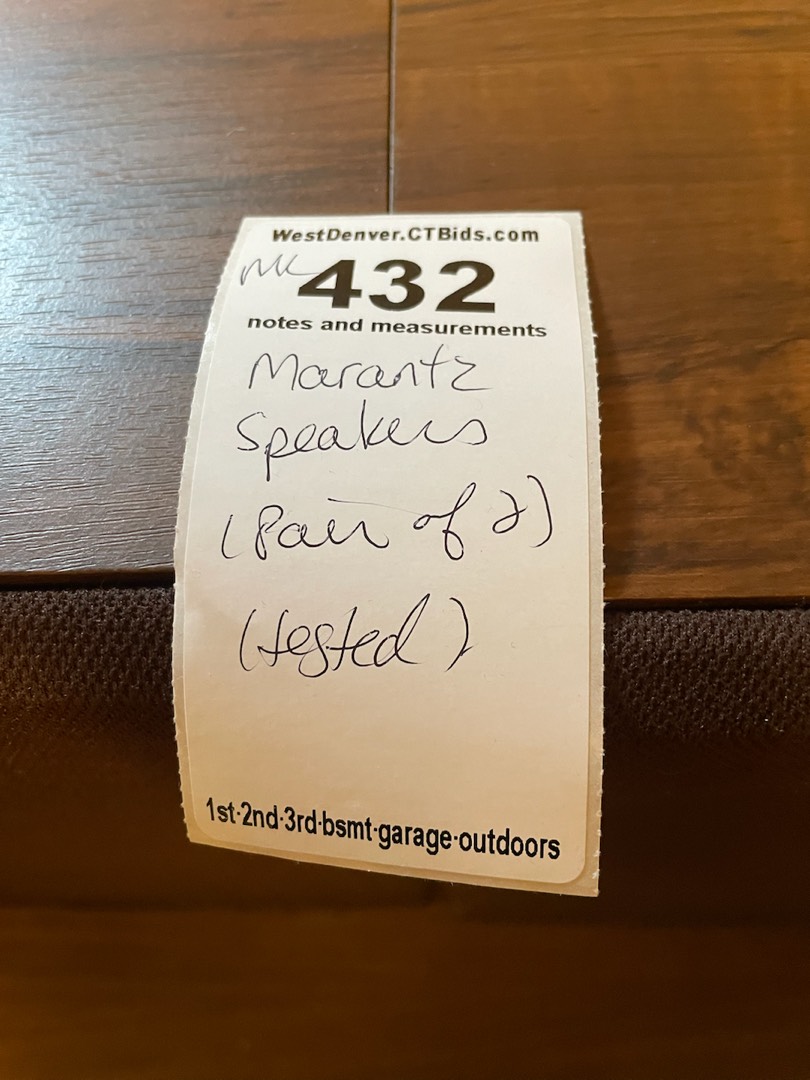 WestDenver.CTBids.com
MK 432
notes and measurements
Marantz
Speakers
(Pair of 2)
(tested)
1st·2nd·3rd·bsmt·garage·outdoors